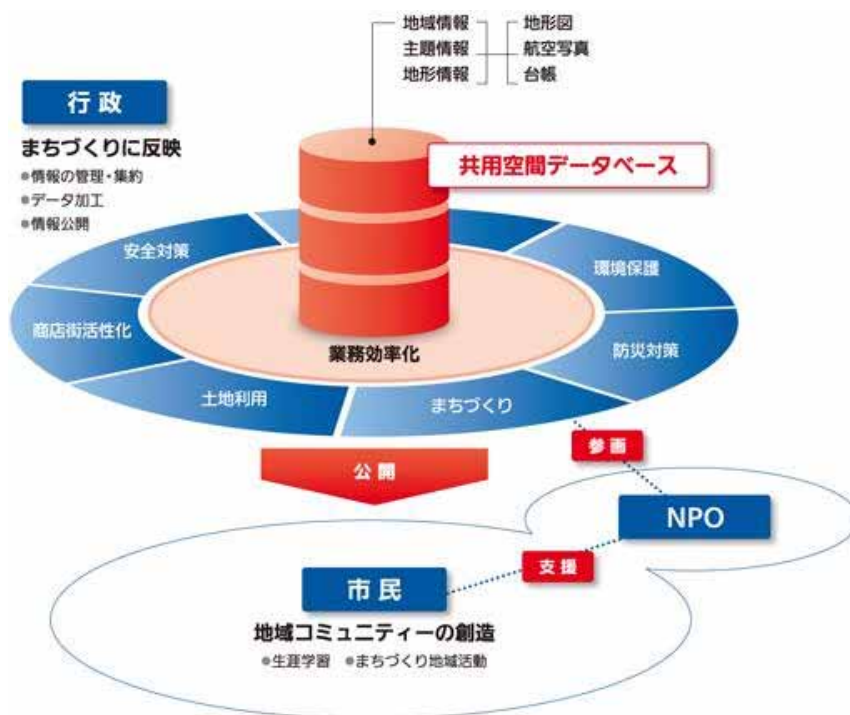 地域情報
主題情報
地形情報
地形図
航空写真
台帳
行政
まちづくりに反映
●情報の管理・集約
●データ加工
●情報公開
共用空間データベース
安全対策
環境保護
商店街活性化
防災対策
業務効率化
土地利用
まちづくり
公開
参画
NPO
支援
市民
地域コミュニティーの創造
●生涯学習 ●まちづくり地域活動